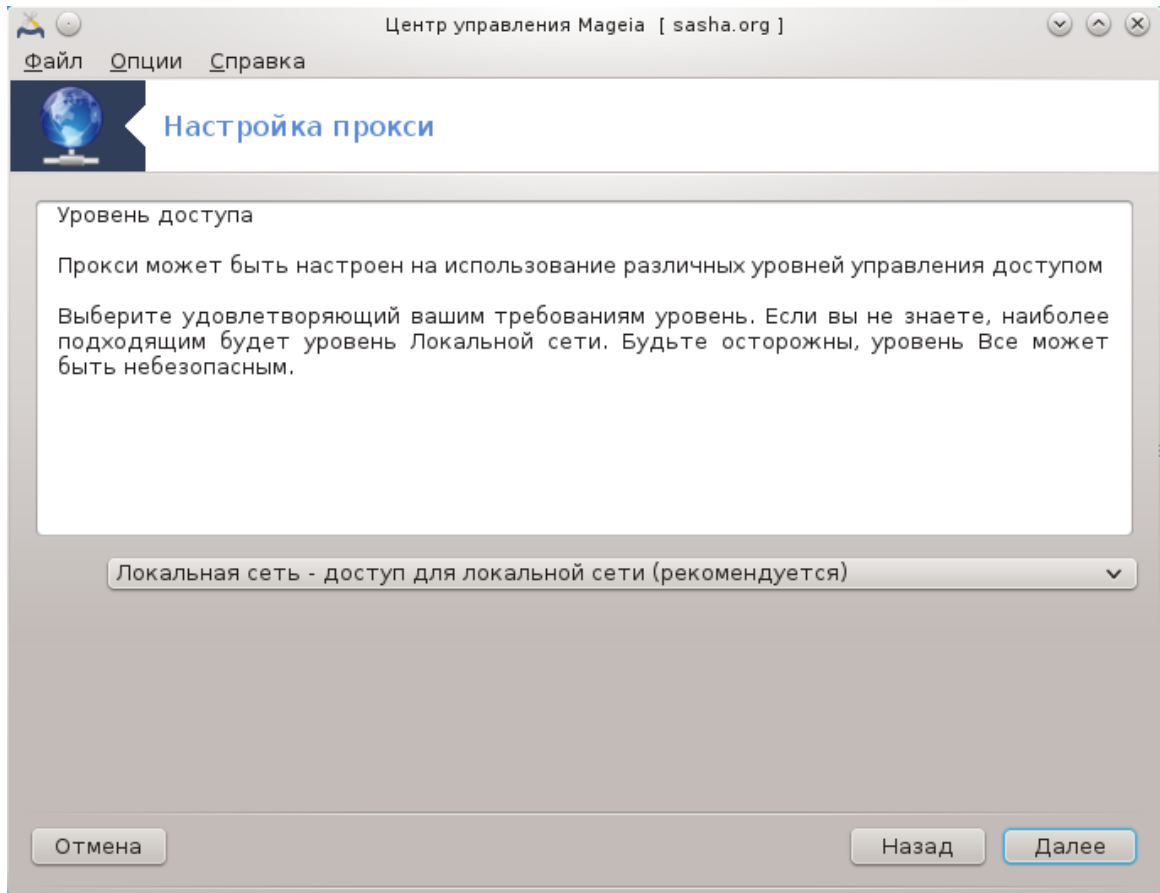 Центр управления Mageia [ sasha.org ]
Файл Опции Справка
Настройка прокси
Уровень доступа
Прокси может быть настроен на использование различных уровней управления доступом
Выберите удовлетворяющий вашим требованиям уровень. Если вы не знаете, наиболее
подходящим будет уровень Локальной сети. Будьте осторожны, уровень Все может
быть небезопасным.
Локальная сеть - доступ для локальной сети (рекомендуется)
Отмена Назад Далее